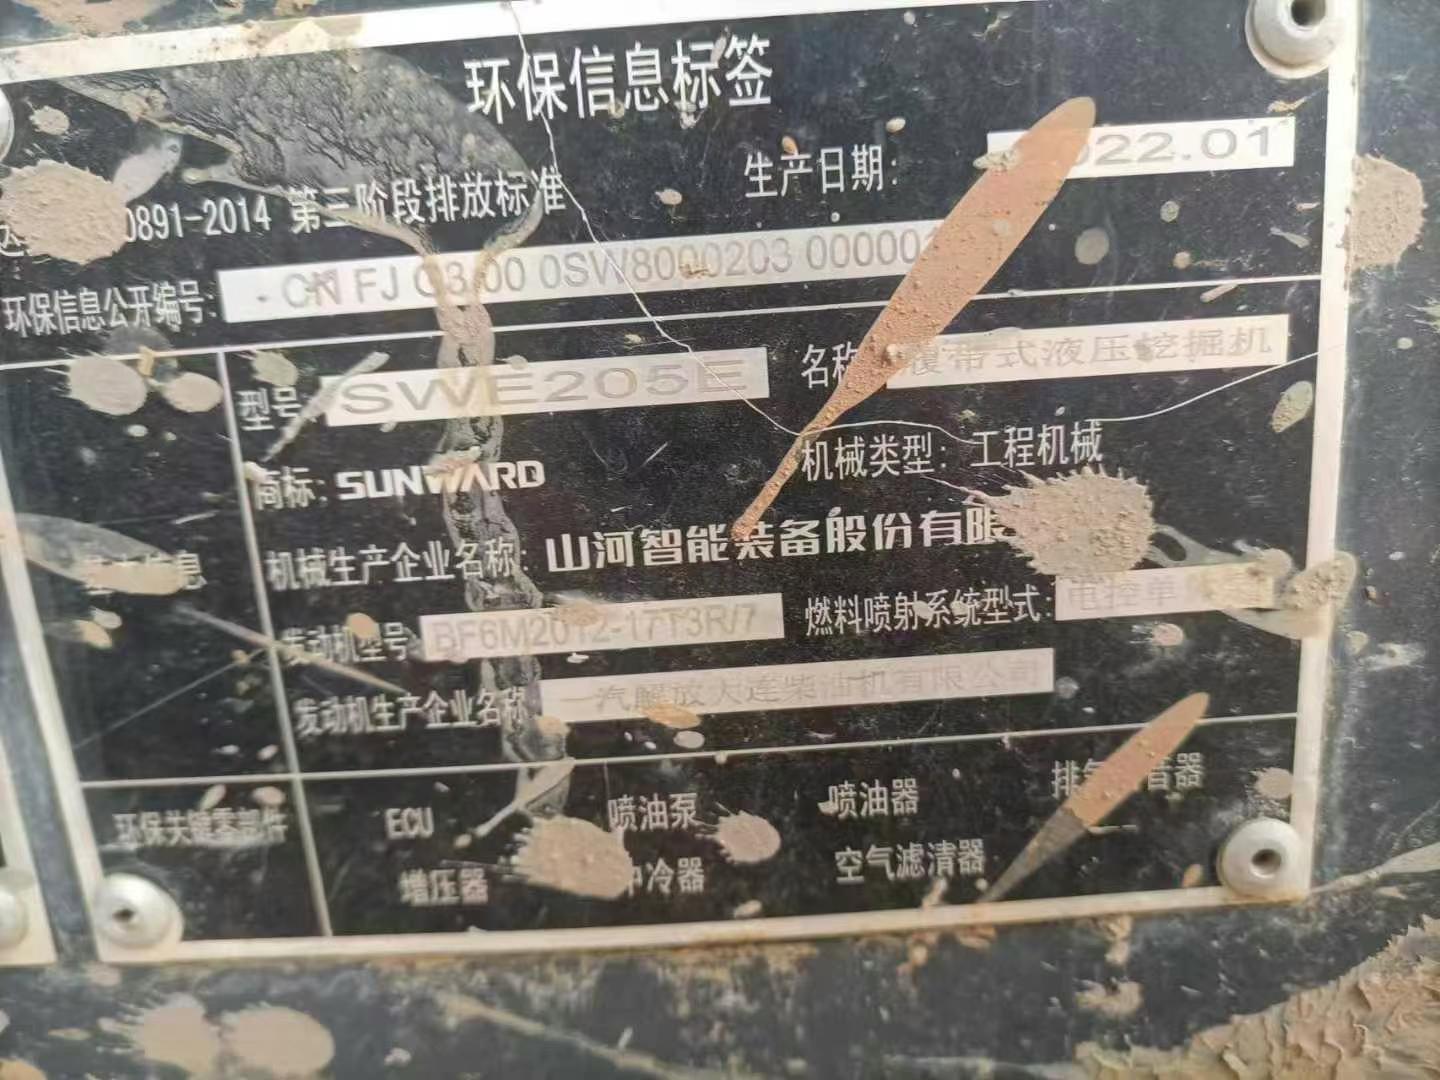 环保信息标签
生产日期: 022.01
0891-2014 第三阶段排放标准
环保信息公开编号: CN FJ G3 00 0SW8000203 000001
型号 SWE205E 名称 履带式液压挖掘机
商标: SUNWARD 机械类型: 工程机械
机械生产企业名称: 山河智能装备股份有限
信息
发动机型号 BF6M2012-17T3R/7 燃料喷射系统型式: 电控单
发动机生产企业名称 一汽解放大连柴油机有限公司
环保关键零部件 ECU 喷油泵 喷油器 排气 音器
增压器 中冷器 空气滤清器